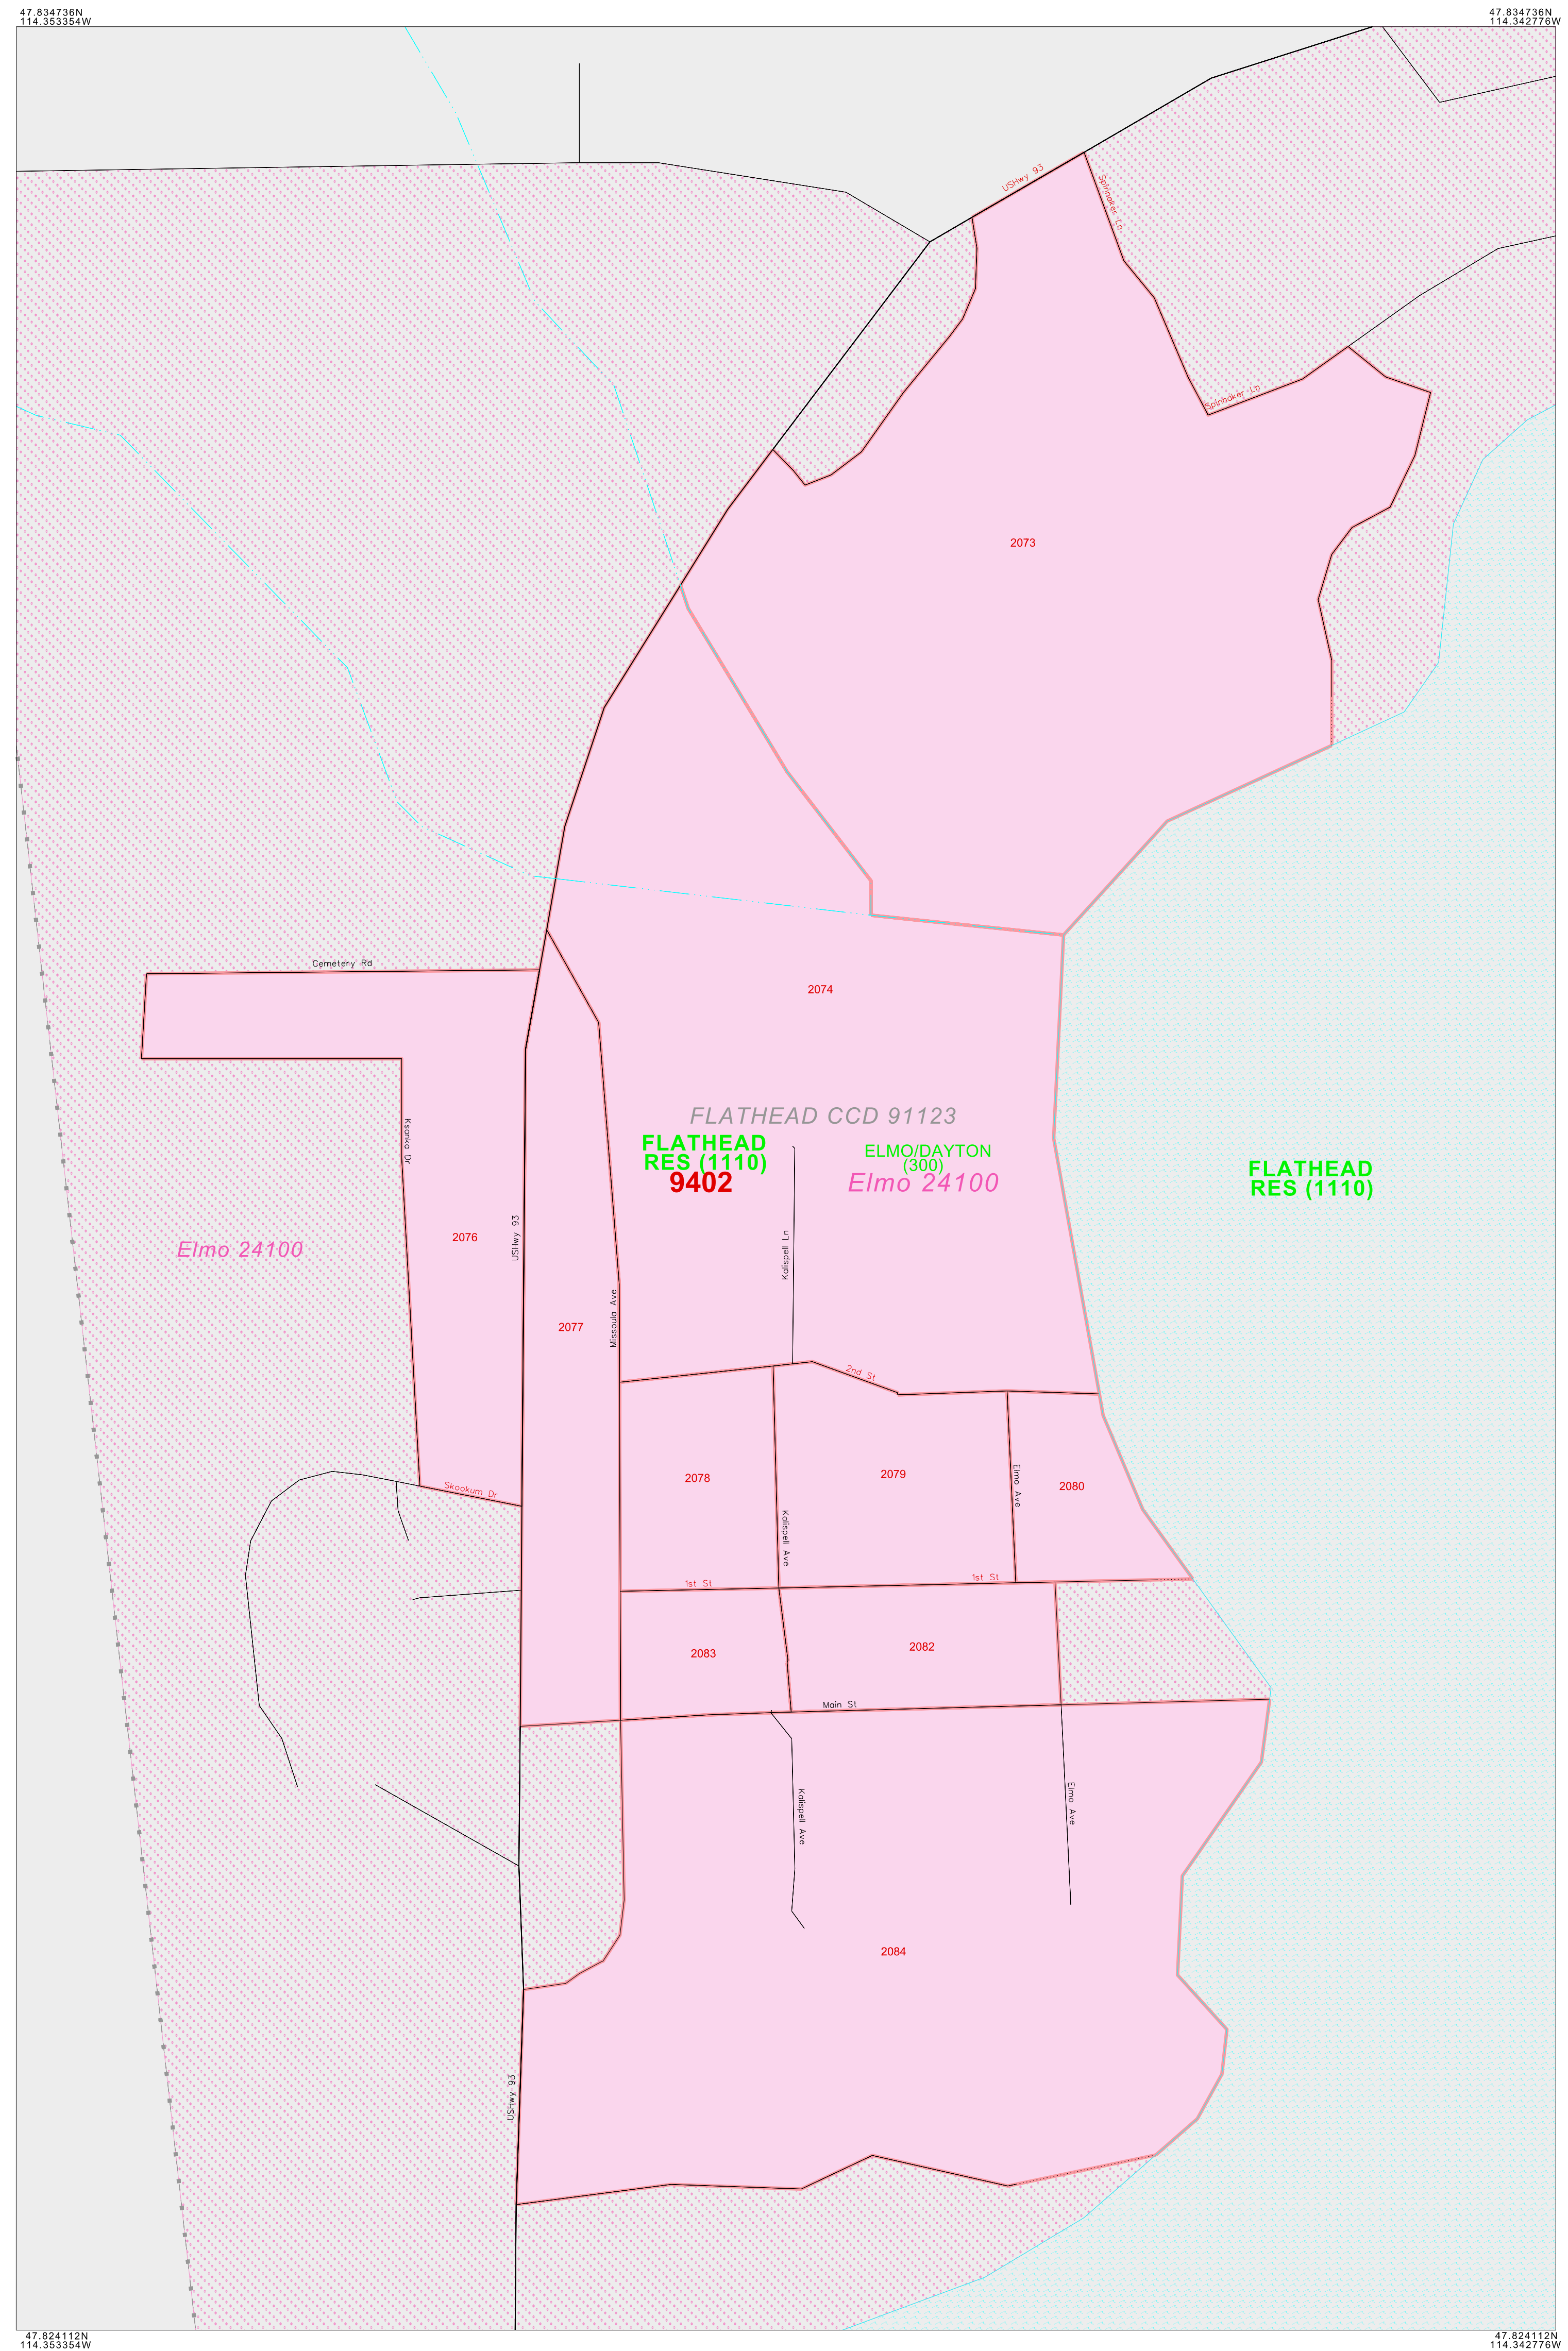 47.834736N
114.353354W
47.834736N
114.342776W
USHwy 93
Spinnaker Ln
Spinnaker Ln
2073
Cemetery Rd
2074
FLATHEAD CCD 91123
FLATHEAD
RES (1110)
9402
ELMO/DAYTON
(300)
Elmo 24100
FLATHEAD
RES (1110)
Ksanka Dr
USHwy 93
2076
Elmo 24100
Kalispell Ln
Missoula Ave
2077
2nd St
2078
2079
Elmo Ave
2080
Skookum Dr
Kalispell Ave
1st St
1st St
2083
2082
Main St
Kalispell Ave
Elmo Ave
2084
USHwy 93
47.824112N
114.353354W
47.824112N
114.342776W